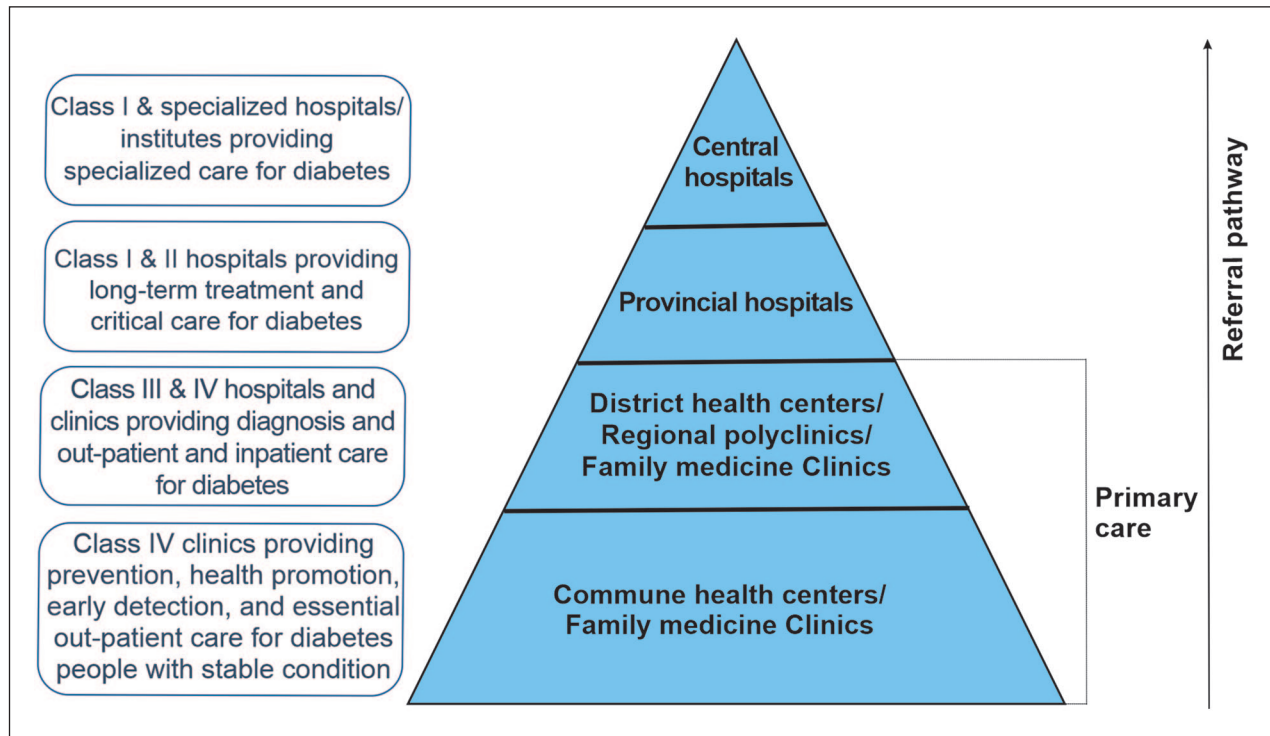 Class I & specialized hospitals/
institutes providing
specialized care for diabetes
Class I & II hospitals providing
long-term treatment and
critical care for diabetes
Class III & IV hospitals and
clinics providing diagnosis and
out-patient and inpatient care
for diabetes
Class IV clinics providing
prevention, health promotion,
early detection, and essential
out-patient care for diabetes
people with stable condition
Central
hospitals
Provincial hospitals
District health centers/
Regional polyclinics/
Family medicine Clinics
Commune health centers/
Family medicine Clinics
Primary
care
Referral pathway